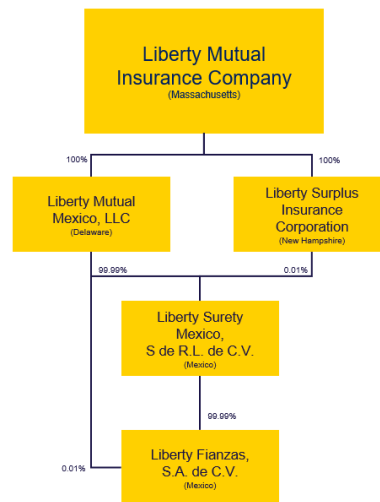 Liberty Mutual
Insurance Company
(Massachusetts)
100%
100%
Liberty Mutual
Mexico, LLC
(Delaware)
Liberty Surplus
Insurance
Corporation
(New Hampshire)
99.99%
0.01%
Liberty Surety
Mexico,
S de R.L. de C.V.
(Mexico)
99.99%
0.01%
Liberty Fianzas,
S.A. de C.V.
(Mexico)